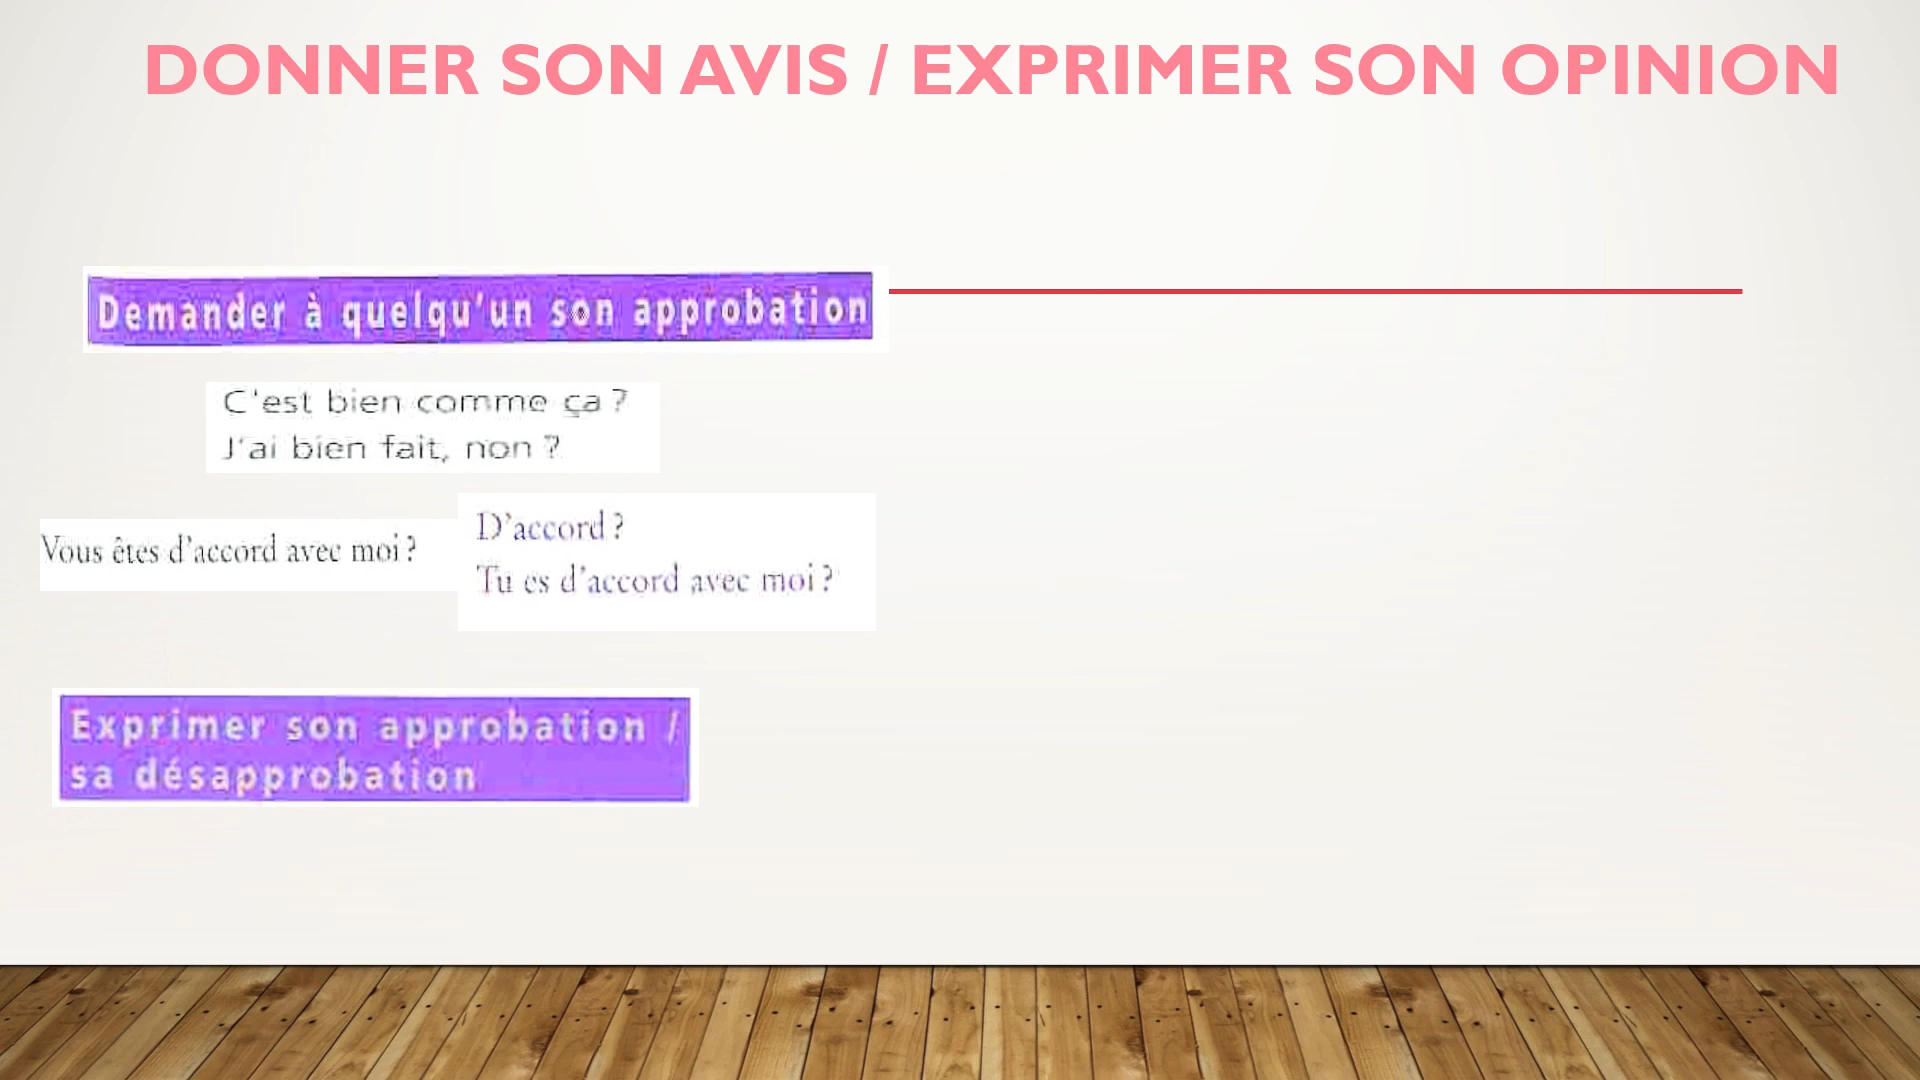 DONNER SON AVIS / EXPRIMER SON OPINION
Demander à quelqu'un son approbation
C'est bien comme ça ?
J'ai bien fait, non ?
Vous êtes d'accord avec moi ?
D'accord ?
Tu es d'accord avec moi ?
Exprimer son approbation /
sa désapprobation